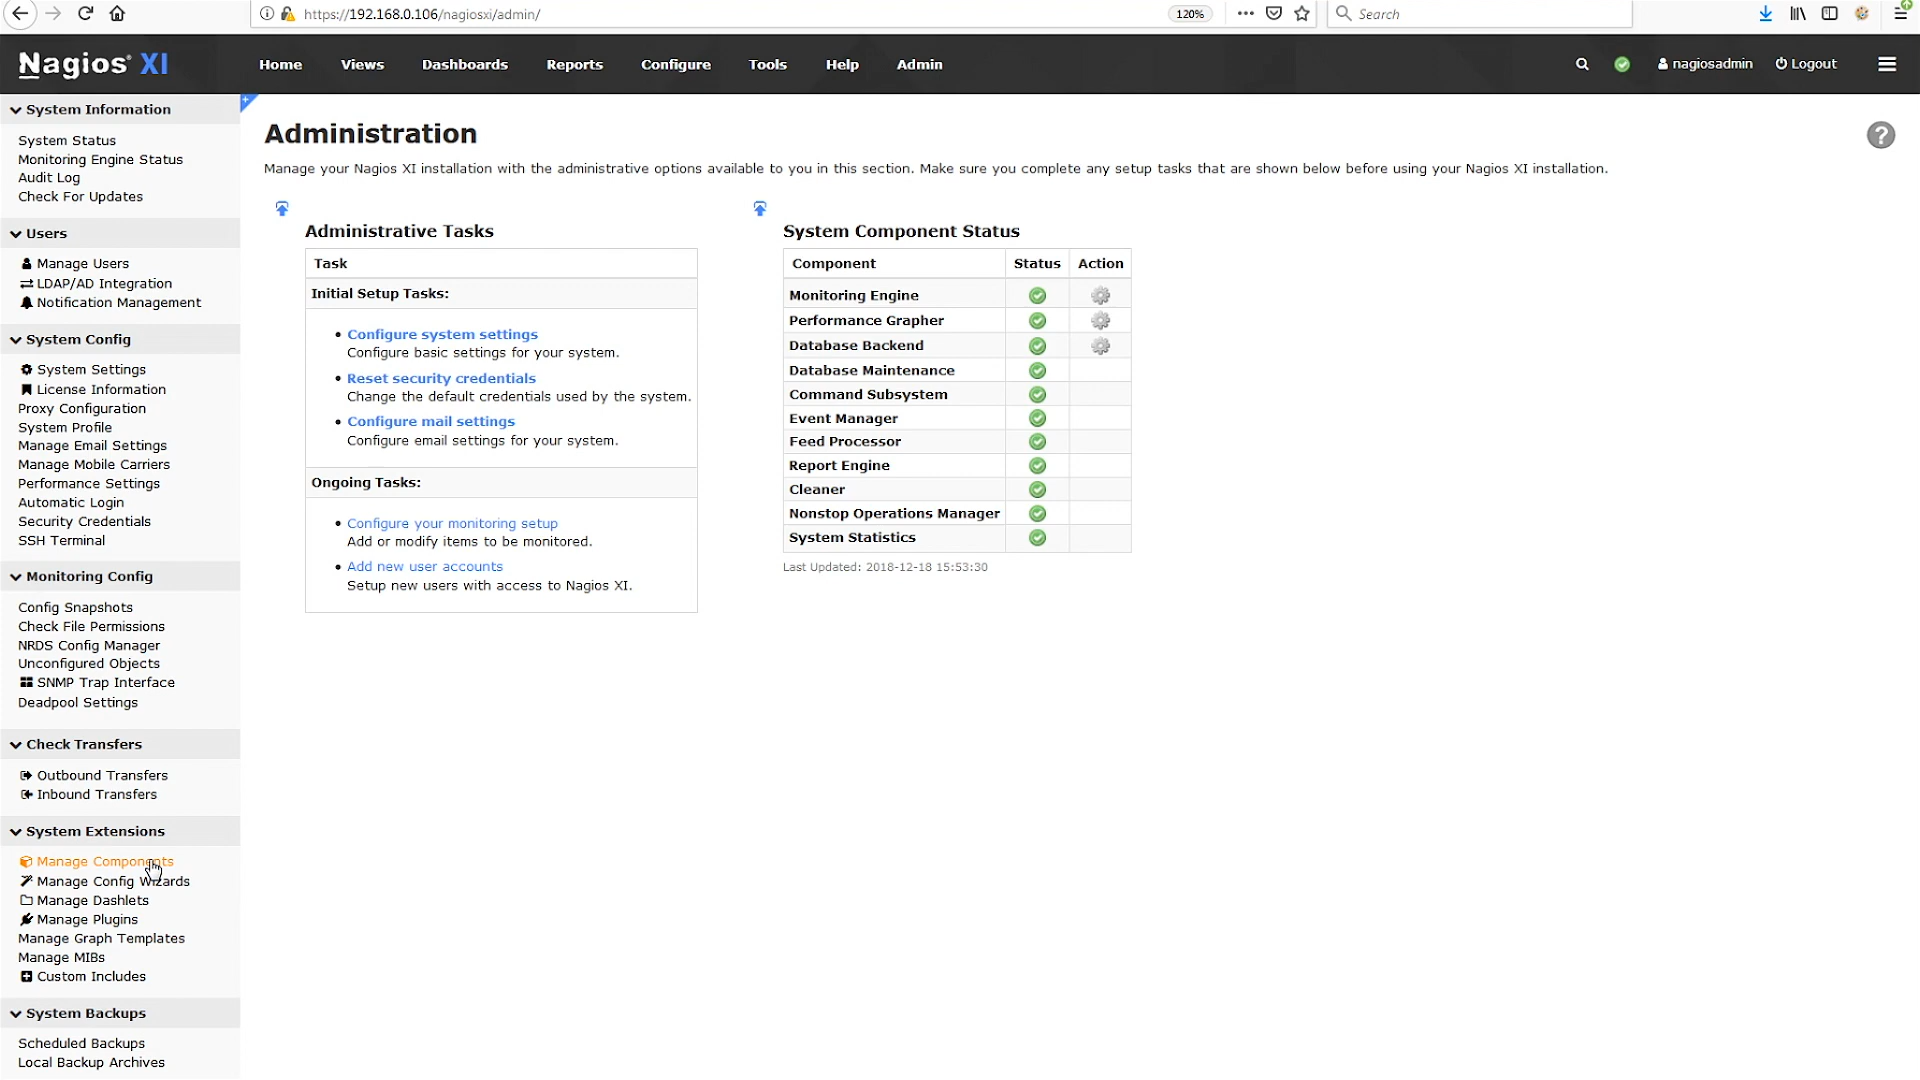 https://192.168.0.106/nagiosxi/admin/
120%
Search
Nagios® XI
Home
Views
Dashboards
Reports
Configure
Tools
Help
Admin
nagiosadmin
Logout
System Information
System Status
Monitoring Engine Status
Audit Log
Check For Updates
Users
Manage Users
LDAP/AD Integration
Notification Management
System Config
System Settings
License Information
Proxy Configuration
System Profile
Manage Email Settings
Manage Mobile Carriers
Performance Settings
Automatic Login
Security Credentials
SSH Terminal
Monitoring Config
Config Snapshots
Check File Permissions
NRDS Config Manager
Unconfigured Objects
SNMP Trap Interface
Deadpool Settings
Check Transfers
Outbound Transfers
Inbound Transfers
System Extensions
Manage Components
Manage Config Wizards
Manage Dashlets
Manage Plugins
Manage Graph Templates
Manage MIBs
Custom Includes
System Backups
Scheduled Backups
Local Backup Archives
Administration
Manage your Nagios XI installation with the administrative options available to you in this section. Make sure you complete any setup tasks that are shown below before using your Nagios XI installation.
Administrative Tasks
Task
Initial Setup Tasks:
• Configure system settings
Configure basic settings for your system.
• Reset security credentials
Change the default credentials used by the system.
• Configure mail settings
Configure email settings for your system.
Ongoing Tasks:
• Configure your monitoring setup
Add or modify items to be monitored.
• Add new user accounts
Setup new users with access to Nagios XI.
System Component Status
Component Status Action
Monitoring Engine
Performance Grapher
Database Backend
Database Maintenance
Command Subsystem
Event Manager
Feed Processor
Report Engine
Cleaner
Nonstop Operations Manager
System Statistics
Last Updated: 2018-12-18 15:53:30